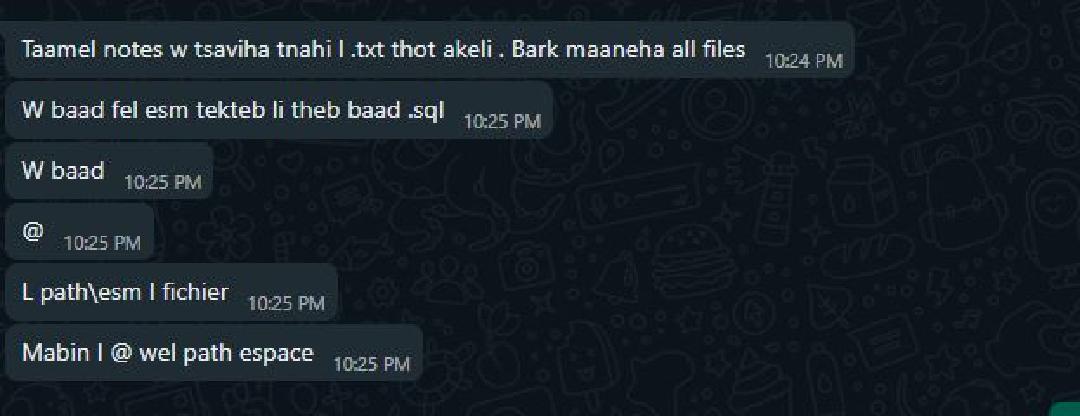 Taamel notes w tsaviha tnahi l .txt thot akeli . Bark maaneha all files 10:24 PM
W baad fel esm tekteb li theb baad .sql 10:25 PM
W baad 10:25 PM
@ 10:25 PM
L path\esm l fichier 10:25 PM
Mabin l @ wel path espace 10:25 PM